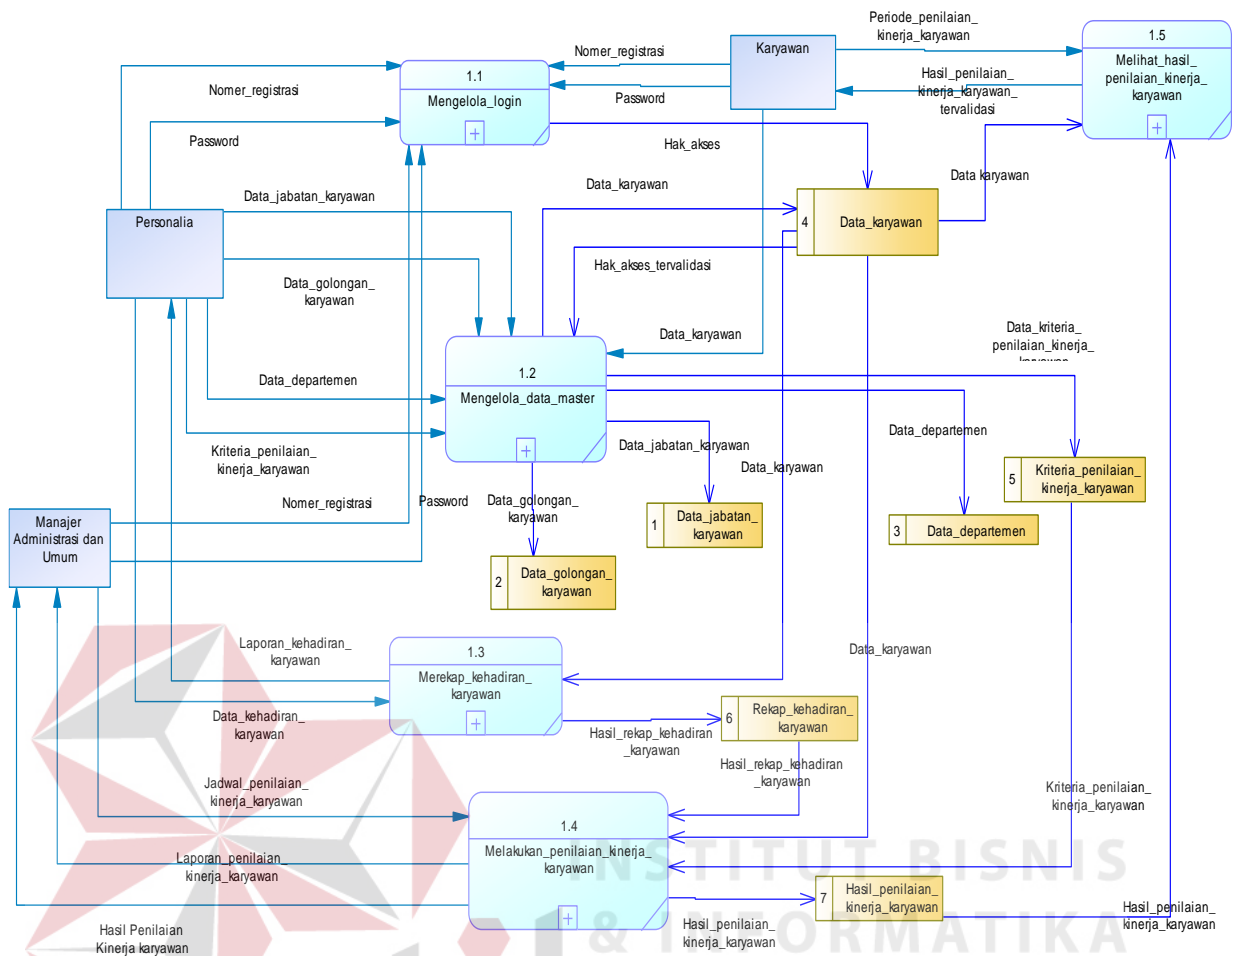 Periode_penilaian_
kinerja_karyawan
Karyawan
1.5
Melihat_hasil_
penilaian_kinerja_
karyawan
Nomer_registrasi
Hasil_penilaian_
kinerja_karyawan_
tervalidasi
1.1
Mengelola_login
Nomer_registrasi
Password
Password
Hak_akses
Data_karyawan
Data karyawan
Data_jabatan_karyawan
Personalia
4
Data_karyawan
Hak_akses_tervalidasi
Data_golongan_
karyawan
Data_karyawan
Data_kriteria_
penilaian_kinerja_
karyawan
1.2
Mengelola_data_master
Data_departemen
Data_departemen
Kriteria_penilaian_
kinerja_karyawan
Data_jabatan_karyawan
Data_karyawan
5
Kriteria_penilaian_
kinerja_karyawan
Nomer_registrasi
Password
Data_golongan_
karyawan
1
Data_jabatan_
karyawan
3
Data_departemen
Manajer
Administrasi dan
Umum
2
Data_golongan_
karyawan
Laporan_kehadiran_
karyawan
1.3
Merekap_kehadiran_
karyawan
Data_karyawan
Data_kehadiran_
karyawan
Hasil_rekap_kehadiran
_karyawan
6
Rekap_kehadiran_
karyawan
Hasil_rekap_kehadiran
_karyawan
Jadwal_penilaian_
kinerja_karyawan
Kriteria_penilaian_
kinerja_karyawan
1.4
Melakukan_penilaian_kinerja_
karyawan
Laporan_penilaian_
kinerja_karyawan
INSTITUT BISNIS
& INFORMATIKA
7
Hasil_penilaian_
kinerja_karyawan
Hasil_penilaian_
kinerja_karyawan
Hasil_penilaian_
kinerja_karyawan
Hasil Penilaian
Kinerja karyawan